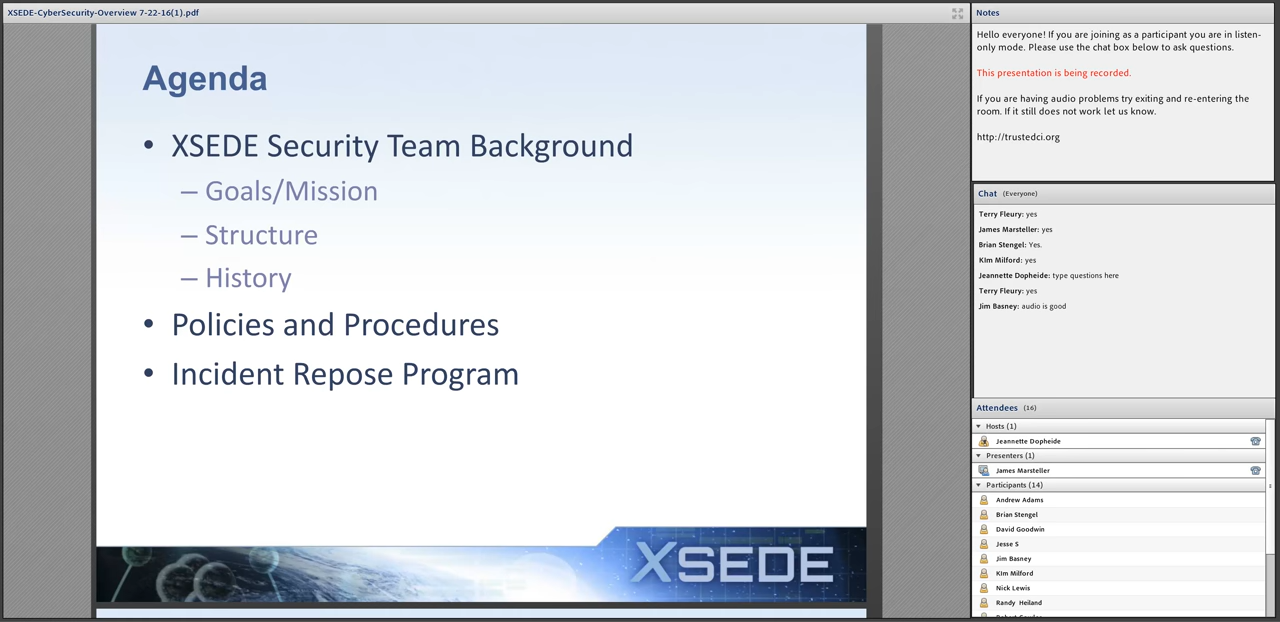 XSEDE-CyberSecurity-Overview 7-22-16(1).pdf
Agenda
• XSEDE Security Team Background
– Goals/Mission
– Structure
– History
• Policies and Procedures
• Incident Repose Program
XSEDE
Notes
Hello everyone! If you are joining as a participant you are in listen-
only mode. Please use the chat box below to ask questions.
This presentation is being recorded.
If you are having audio problems try exiting and re-entering the
room. If it still does not work let us know.
http://trustedci.org
Chat (Everyone)
Terry Fleury: yes
James Marsteller: yes
Brian Stengel: Yes.
KIm Milford: yes
Jeannette Dopheide: type questions here
Terry Fleury: yes
Jim Basney: audio is good
Attendees (16)
Hosts (1)
Jeannette Dopheide
Presenters (1)
James Marsteller
Participants (14)
Andrew Adams
Brian Stengel
David Goodwin
Jesse S
Jim Basney
KIm Milford
Nick Lewis
Randy Heiland